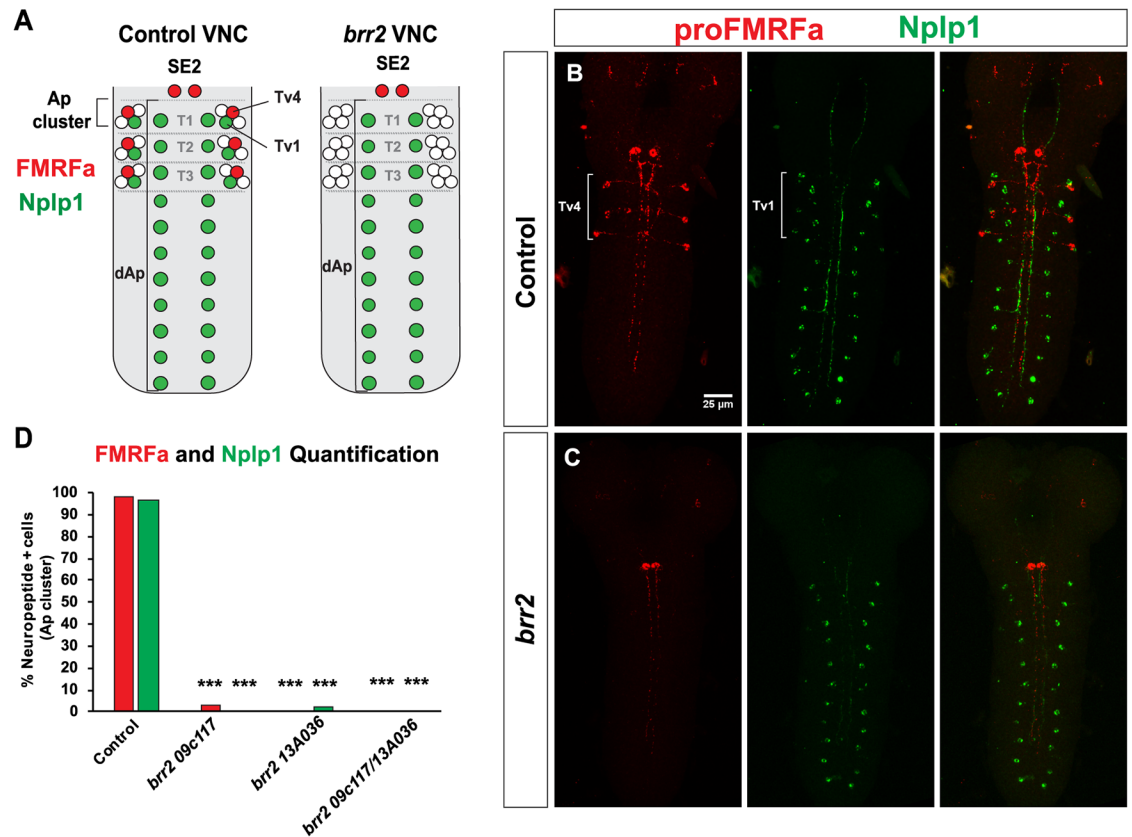 A
Control VNC
brr2 VNC
SE2
SE2
Ap
cluster
Tv4
Tv1
T1
T2
T3
T1
T2
T3
FMRFa
Nplp1
dAp
dAp
proFMRFa
Nplp1
B
Control
Tv4
Tv1
25 µm
C
brr2
D
FMRFa and Nplp1 Quantification
% Neuropeptide + cells
(Ap cluster)
100
90
80
70
60
50
40
30
20
10
0
*** *** *** *** *** ***
Control
brr2 09c117
brr2 13A036
brr2 09c117/13A036